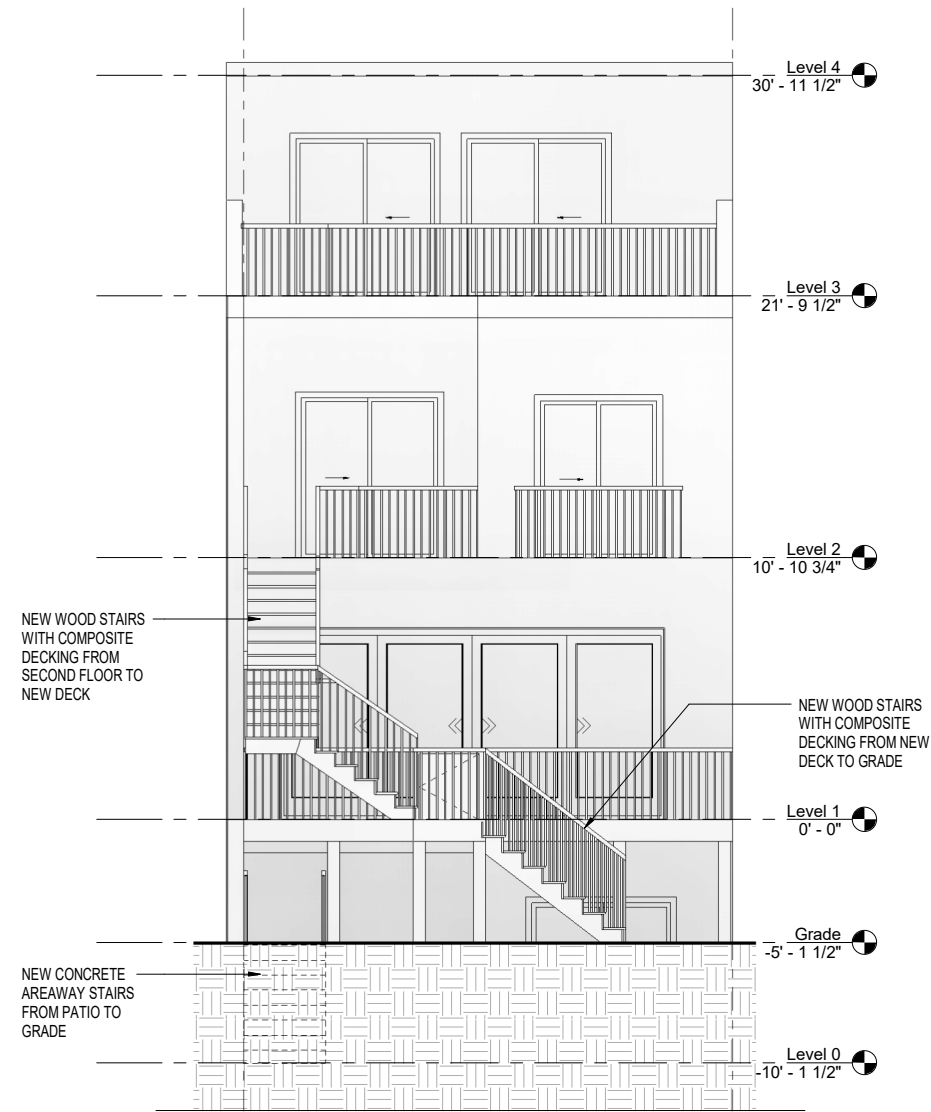 Level 4
30' - 11 1/2"
Level 3
21' - 9 1/2"
Level 2
10' - 10 3/4"
NEW WOOD STAIRS
WITH COMPOSITE
DECKING FROM
SECOND FLOOR TO
NEW DECK
NEW WOOD STAIRS
WITH COMPOSITE
DECKING FROM NEW
DECK TO GRADE
Level 1
0' - 0"
Grade
-5' - 1 1/2"
NEW CONCRETE
AREAWAY STAIRS
FROM PATIO TO
GRADE
Level 0
-10' - 1 1/2"